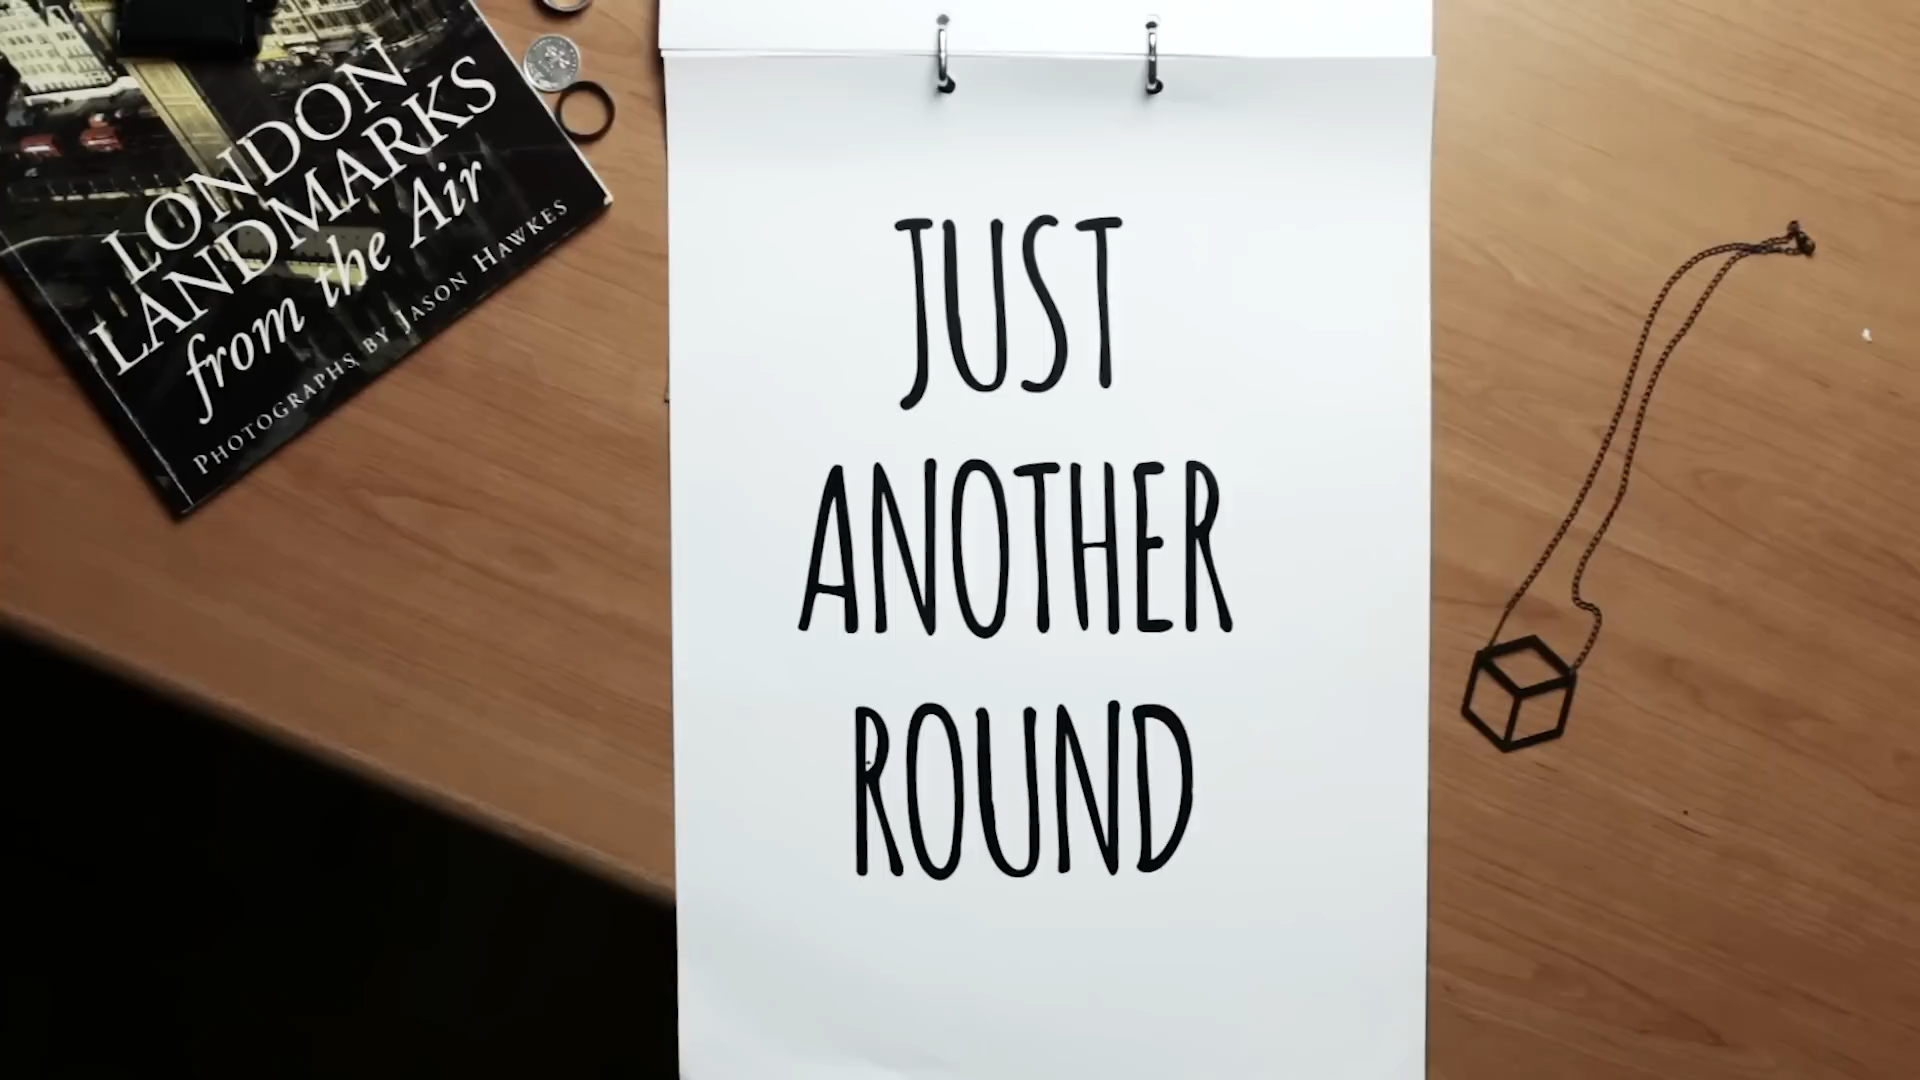 LONDON
LANDMARKS
from the Air
PHOTOGRAPHS BY JASON HAWKES
JUST
ANOTHER
ROUND